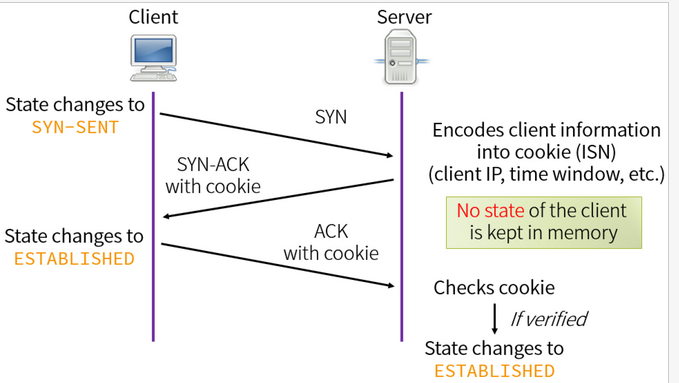 Client
Server
State changes to
SYN-SENT
SYN
Encodes client information
into cookie (ISN)
(client IP, time window, etc.)
SYN-ACK
with cookie
No state of the client
is kept in memory
State changes to
ESTABLISHED
ACK
with cookie
Checks cookie
If verified
State changes to
ESTABLISHED